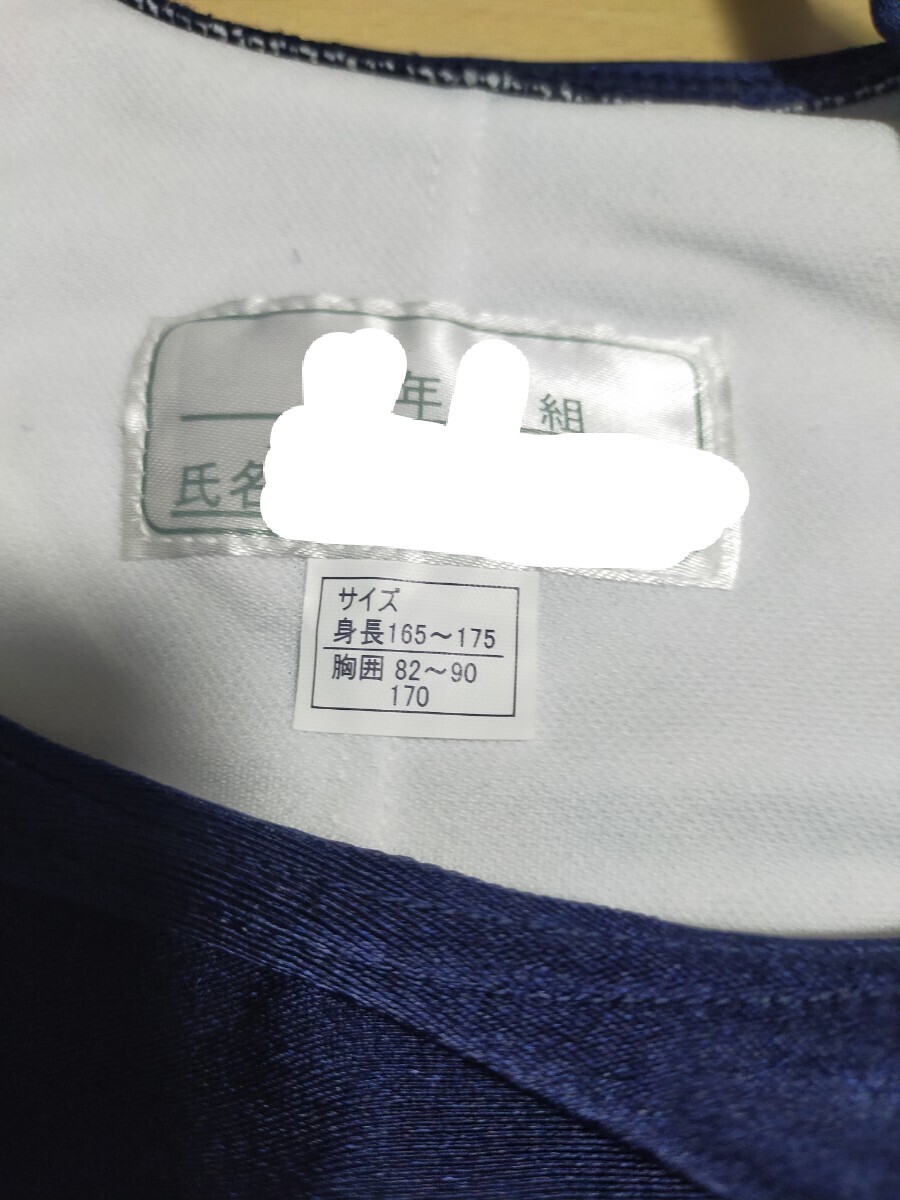 年 組
氏名
サイズ
身長165～175
胸囲 82～90
170